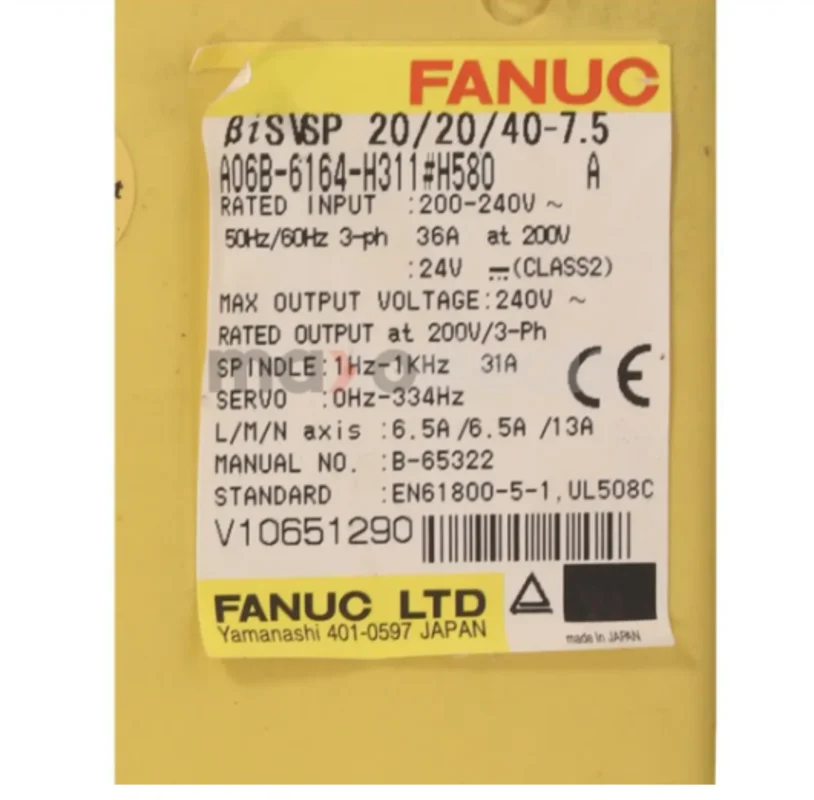 FANUC
βiSVSP 20/20/40-7.5
A06B-6164-H311#H580 A
RATED INPUT :200-240V ~
50Hz/60Hz 3-ph 36A at 200V
:24V ⎓(CLASS2)
MAX OUTPUT VOLTAGE:240V ~
RATED OUTPUT at 200V/3-Ph
SPINDLE:1Hz-1KHz 31A
SERVO :0Hz-334Hz
CE
L/M/N axis :6.5A/6.5A /13A
MANUAL NO. :B-65322
STANDARD :EN61800-5-1,UL508C
V10651290
FANUC LTD
Yamanashi 401-0597 JAPAN
made in JAPAN
t